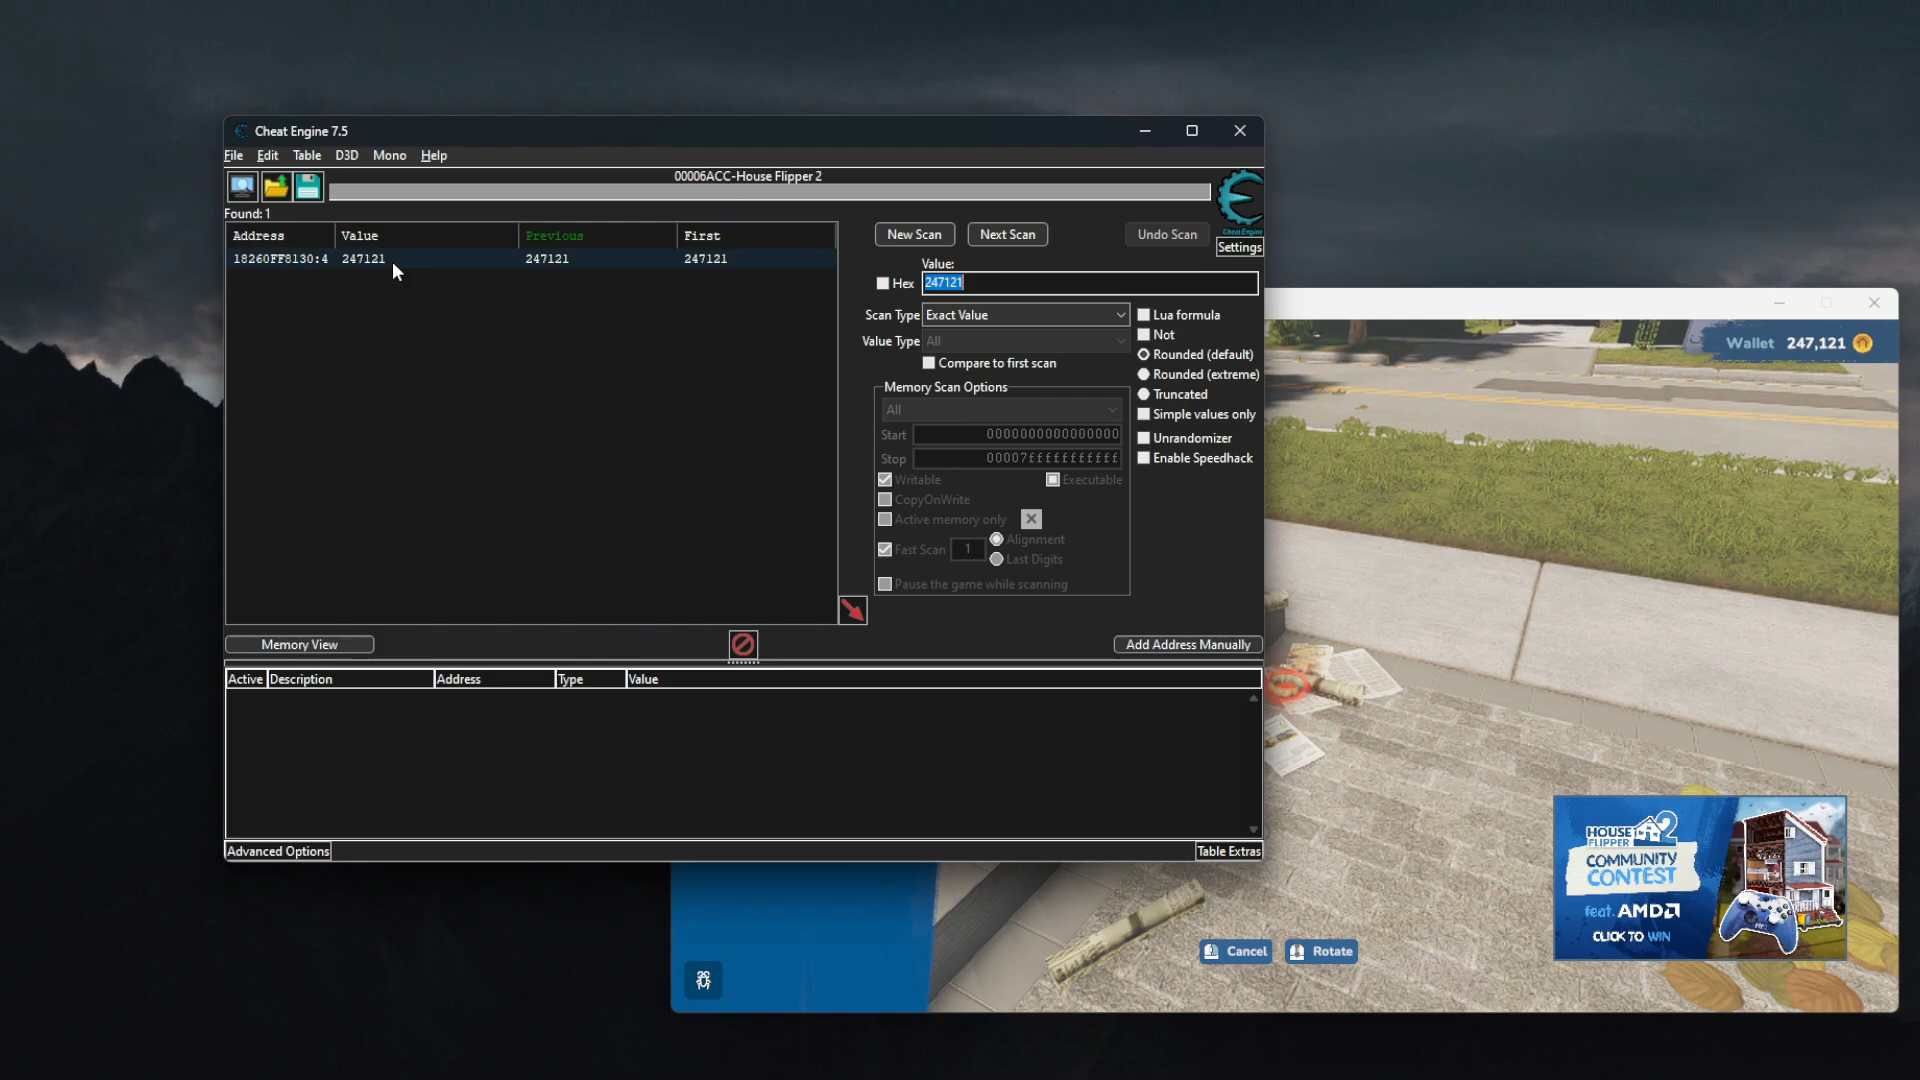 Cheat Engine 7.5
File Edit Table D3D Mono Help
00006ACC-House Flipper 2
Cheat Engine
Settings
Found: 1
Address Value Previous First
18260FF8130:4 247121 247121 247121
New Scan Next Scan Undo Scan
Value:
Hex 247121
Scan Type Exact Value
Value Type All
Compare to first scan
Lua formula
Not
Rounded (default)
Rounded (extreme)
Truncated
Simple values only
Unrandomizer
Enable Speedhack
Memory Scan Options
All
Start 0000000000000000
Stop 00007fffffffffff
Writable Executable
CopyOnWrite
Active memory only
Fast Scan 1 Alignment
Last Digits
Pause the game while scanning
Memory View Add Address Manually
Active Description Address Type Value
Advanced Options Table Extras
Wallet 247,121
HOUSE FLIPPER 2
COMMUNITY
CONTEST
feat. AMD
CLICK TO WIN
Cancel Rotate